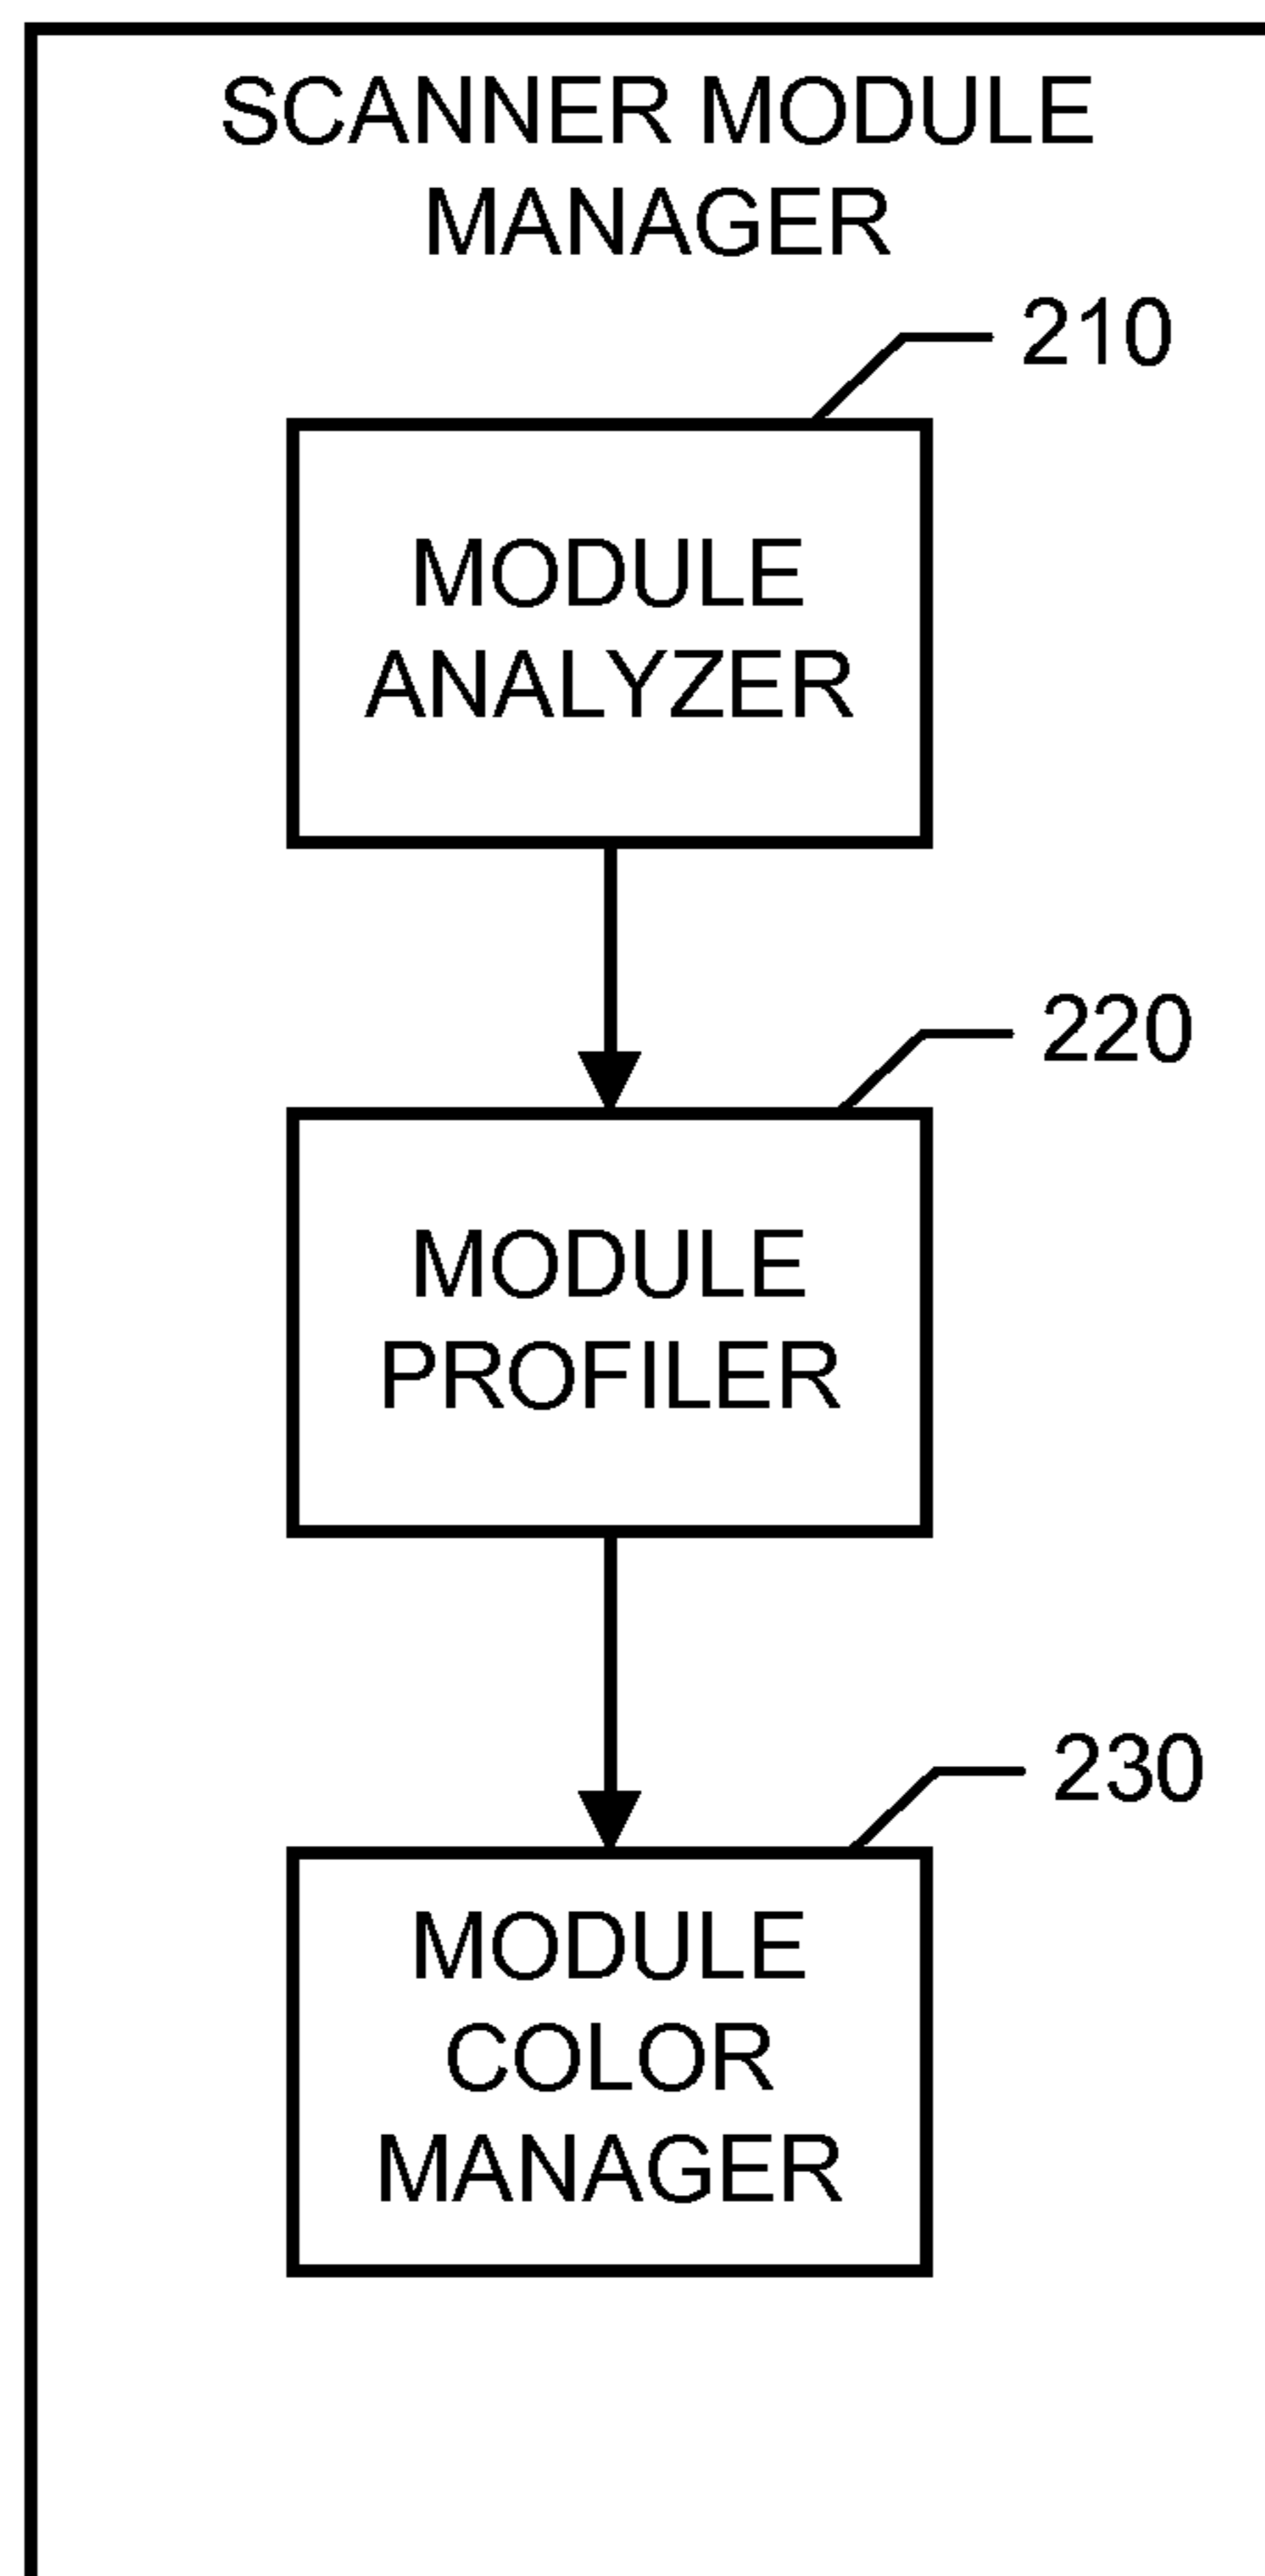 SCANNER MODULE
MANAGER
210
MODULE
ANALYZER
220
MODULE
PROFILER
230
MODULE
COLOR
MANAGER